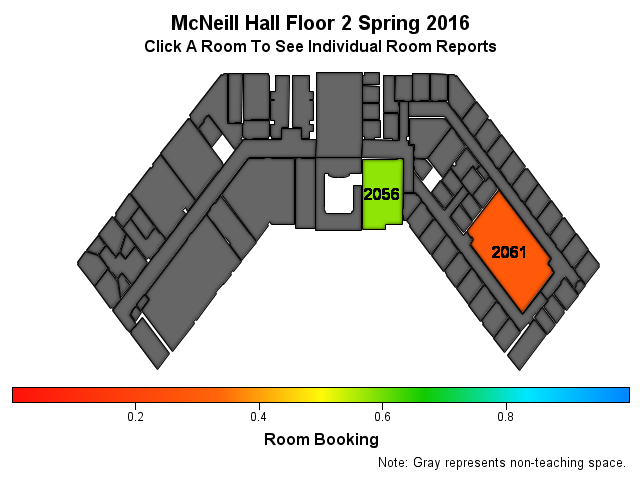 McNeill Hall Floor 2 Spring 2016
Click A Room To See Individual Room Reports
2056
2061
0.2 0.4 0.6 0.8
Room Booking
Note: Gray represents non-teaching space.